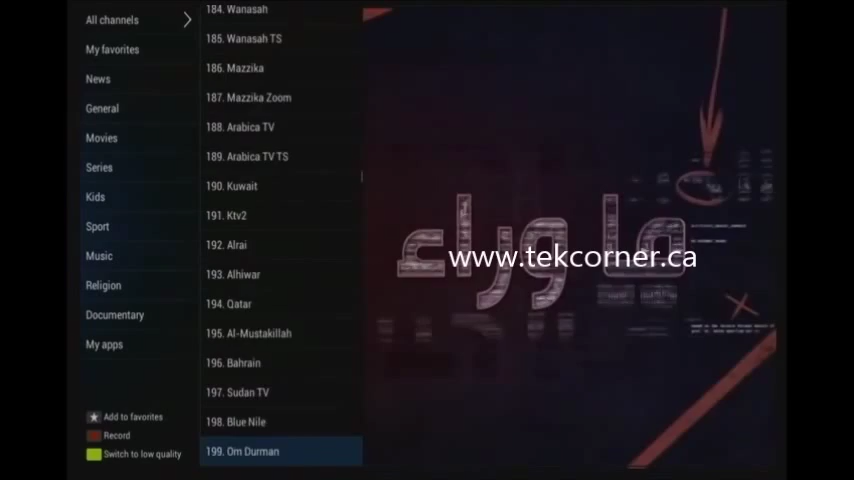 All channels
My favorites
News
General
Movies
Series
Kids
Sport
Music
Religion
Documentary
My apps
Add to favorites
Record
Switch to low quality
184. Wanasah
185. Wanasah TS
186. Mazzika
187. Mazzika Zoom
188. Arabica TV
189. Arabica TV TS
190. Kuwait
191. Ktv2
192. Alrai
193. Alhiwar
194. Qatar
195. Al-Mustakillah
196. Bahrain
197. Sudan TV
198. Blue Nile
199. Om Durman
ما وراء
www.tekcorner.ca